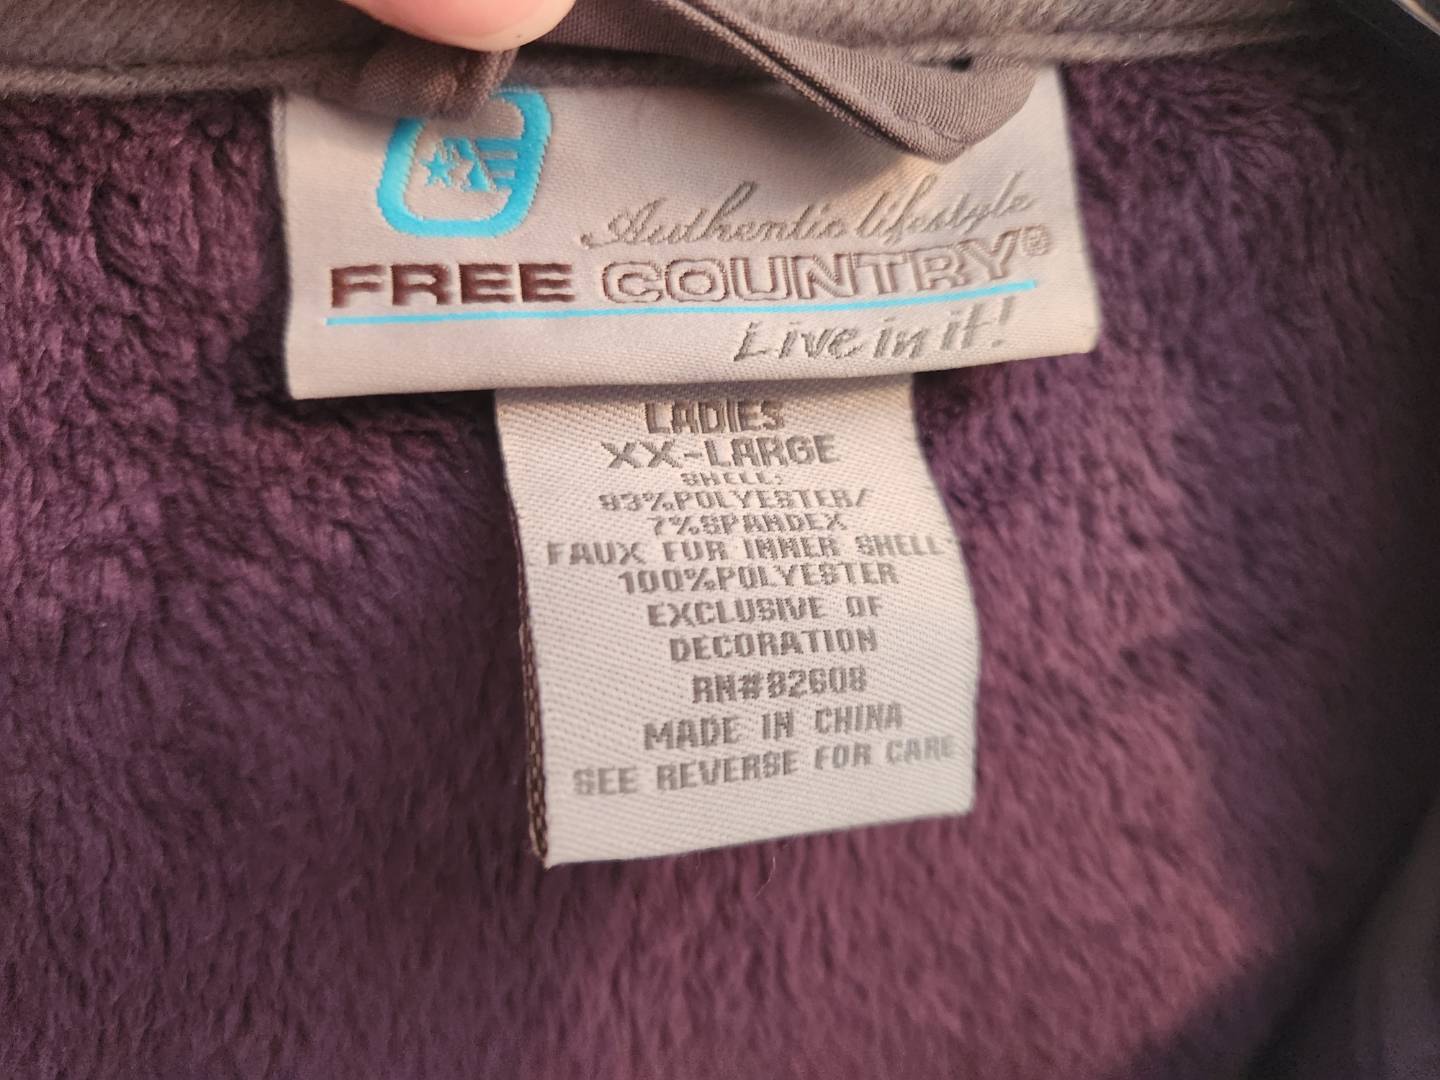 Authentic lifestyle
FREE COUNTRY®
Live in it!
LADIES
XX-LARGE
SHELL:
93%POLYESTER/
7%SPANDEX
FAUX FUR INNER SHELL
100%POLYESTER
EXCLUSIVE OF
DECORATION
RN#82608
MADE IN CHINA
SEE REVERSE FOR CARE